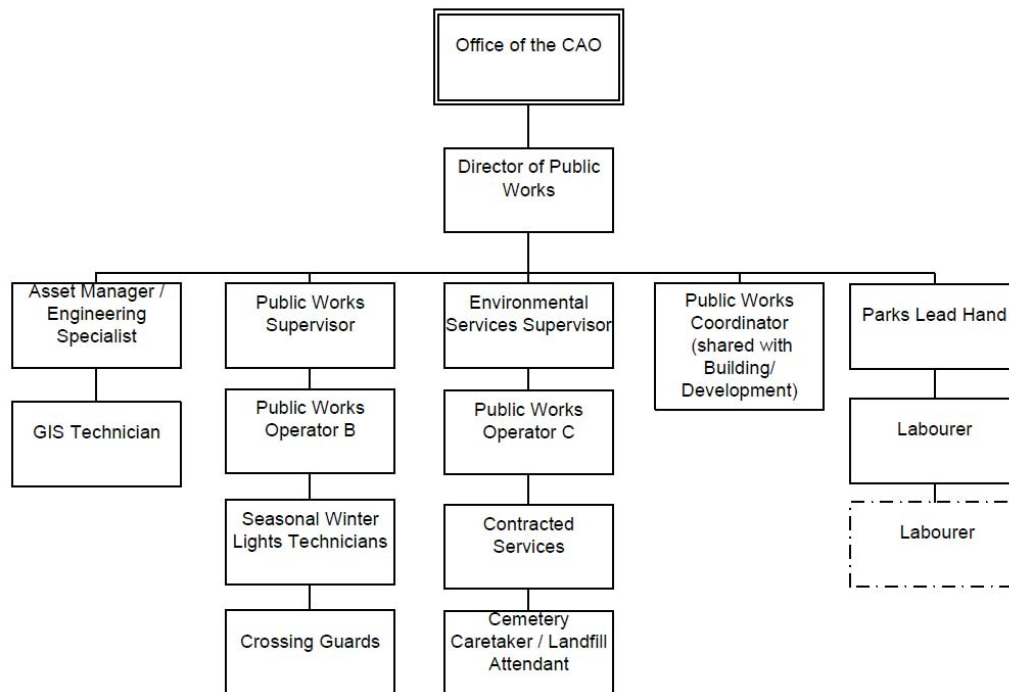 Office of the CAO
Director of Public
Works
Asset Manager /
Engineering
Specialist
Public Works
Supervisor
Environmental
Services Supervisor
Public Works
Coordinator
(shared with
Building/
Development)
Parks Lead Hand
GIS Technician
Public Works
Operator B
Public Works
Operator C
Labourer
Seasonal Winter
Lights Technicians
Contracted
Services
Labourer
Crossing Guards
Cemetery
Caretaker / Landfill
Attendant